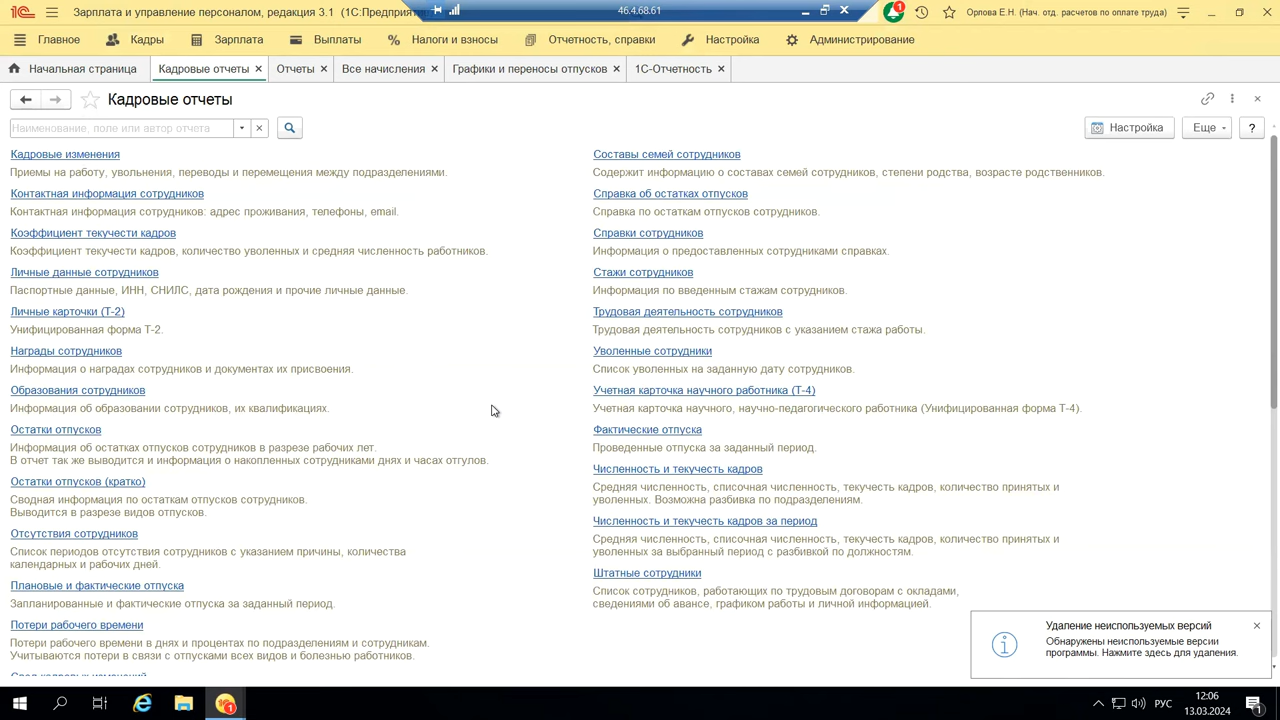 Зарплата и управление персоналом, редакция 3.1 (1С:Предприятие
46.4.68.61
1
Орлова Е.Н. (Нач. отд. расчетов по оплате труда)
Главное
Кадры
Зарплата
Выплаты
Налоги и взносы
Отчетность, справки
Настройка
Администрирование
Начальная страница
Кадровые отчеты
Отчеты
Все начисления
Графики и переносы отпусков
1С-Отчетность
Кадровые отчеты
Наименование, поле или автор отчета
Настройка
Еще
?
Кадровые изменения
Приемы на работу, увольнения, переводы и перемещения между подразделениями.
Контактная информация сотрудников
Контактная информация сотрудников: адрес проживания, телефоны, email.
Коэффициент текучести кадров
Коэффициент текучести кадров, количество уволенных и средняя численность работников.
Личные данные сотрудников
Паспортные данные, ИНН, СНИЛС, дата рождения и прочие личные данные.
Личные карточки (Т-2)
Унифицированная форма Т-2.
Награды сотрудников
Информация о наградах сотрудников и документах их присвоения.
Образования сотрудников
Информация об образовании сотрудников, их квалификациях.
Остатки отпусков
Информация об остатках отпусков сотрудников в разрезе рабочих лет.
В отчет так же выводится и информация о накопленных сотрудниками днях и часах отгулов.
Остатки отпусков (кратко)
Сводная информация по остаткам отпусков сотрудников.
Выводится в разрезе видов отпусков.
Отсутствия сотрудников
Список периодов отсутствия сотрудников с указанием причины, количества
календарных и рабочих дней.
Плановые и фактические отпуска
Запланированные и фактические отпуска за заданный период.
Потери рабочего времени
Потери рабочего времени в днях и процентах по подразделениям и сотрудникам.
Учитываются потери в связи с отпусками всех видов и болезнью работников.
Свод кадровых изменений
Составы семей сотрудников
Содержит информацию о составах семей сотрудников, степени родства, возрасте родственников.
Справка об остатках отпусков
Справка по остаткам отпусков сотрудников.
Справки сотрудников
Информация о предоставленных сотрудниками справках.
Стажи сотрудников
Информация по введенным стажам сотрудников.
Трудовая деятельность сотрудников
Трудовая деятельность сотрудников с указанием стажа работы.
Уволенные сотрудники
Список уволенных на заданную дату сотрудников.
Учетная карточка научного работника (Т-4)
Учетная карточка научного, научно-педагогического работника (Унифицированная форма Т-4).
Фактические отпуска
Проведенные отпуска за заданный период.
Численность и текучесть кадров
Средняя численность, списочная численность, текучесть кадров, количество принятых и
уволенных. Возможна разбивка по подразделениям.
Численность и текучесть кадров за период
Средняя численность, списочная численность, текучесть кадров, количество принятых и
уволенных за выбранный период с разбивкой по должностям.
Штатные сотрудники
Список сотрудников, работающих по трудовым договорам с окладами,
сведениями об авансе, графиком работы и личной информацией.
Удаление неиспользуемых версий
Обнаружены неиспользуемые версии
программы. Нажмите здесь для удаления.
1
РУС
12:06
13.03.2024
1